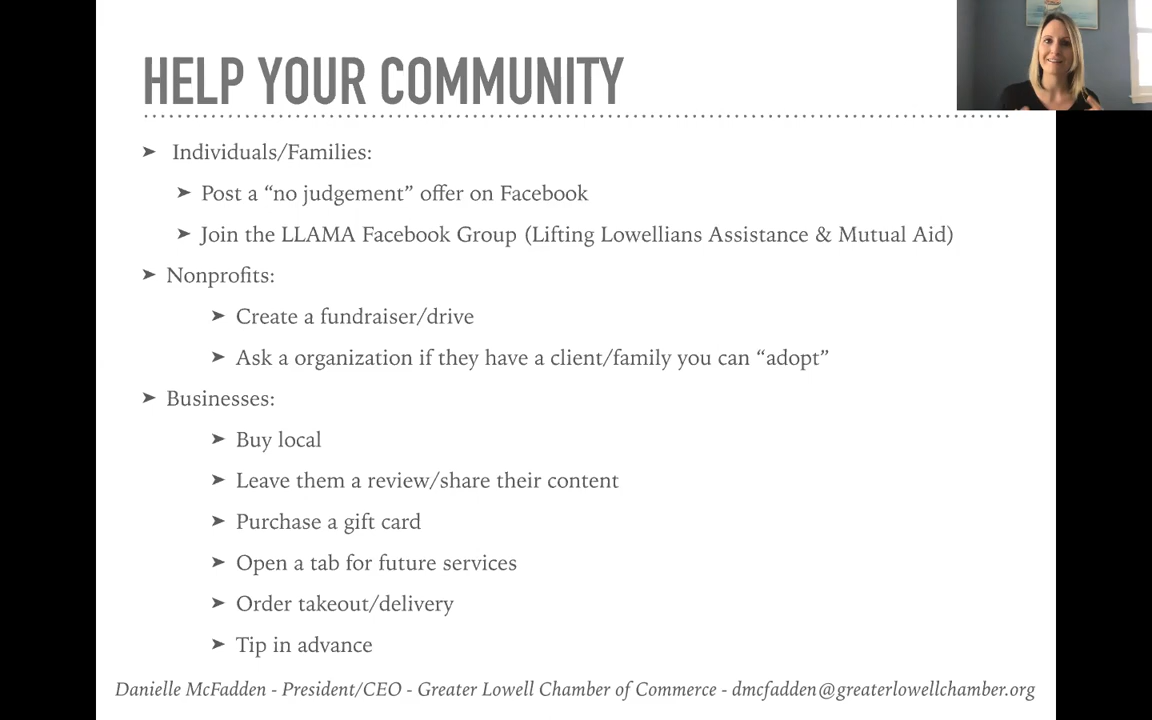 HELP YOUR COMMUNITY
➤ Individuals/Families:
➤ Post a “no judgement” offer on Facebook
➤ Join the LLAMA Facebook Group (Lifting Lowellians Assistance & Mutual Aid)
➤ Nonprofits:
➤ Create a fundraiser/drive
➤ Ask a organization if they have a client/family you can “adopt”
➤ Businesses:
➤ Buy local
➤ Leave them a review/share their content
➤ Purchase a gift card
➤ Open a tab for future services
➤ Order takeout/delivery
➤ Tip in advance
Danielle McFadden - President/CEO - Greater Lowell Chamber of Commerce - dmcfadden@greaterlowellchamber.org